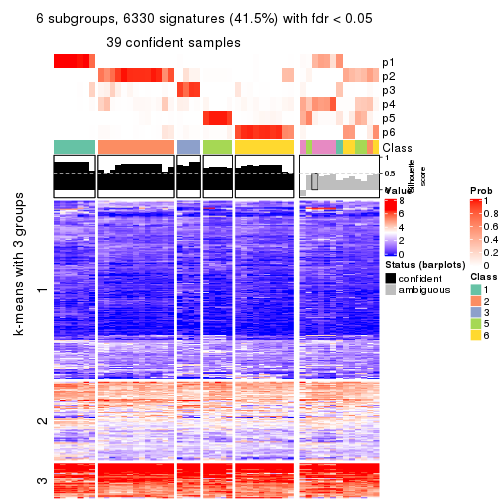 6 subgroups, 6330 signatures (41.5%) with fdr < 0.05
39 confident samples
p1
p2
p3
p4
p5
p6
Class
1
0.5
0
Silhouette
score
k-means with 3 groups
1
2
3
Value
8
6
4
2
0
Status (barplots)
confident
ambiguous
Prob
1
0.8
0.6
0.4
0.2
0
Class
1
2
3
5
6